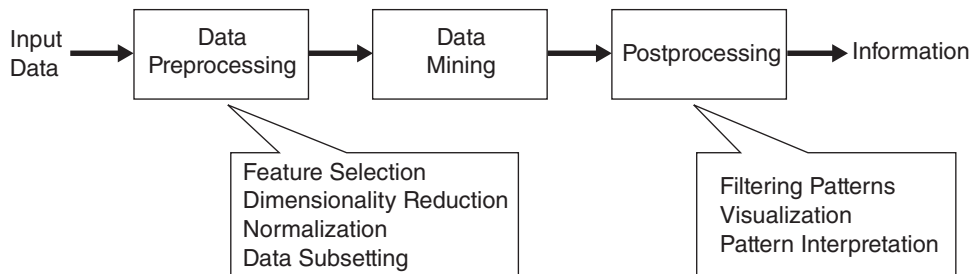 Input
Data
Data
Preprocessing
Data
Mining
Postprocessing
Information
Feature Selection
Dimensionality Reduction
Normalization
Data Subsetting
Filtering Patterns
Visualization
Pattern Interpretation